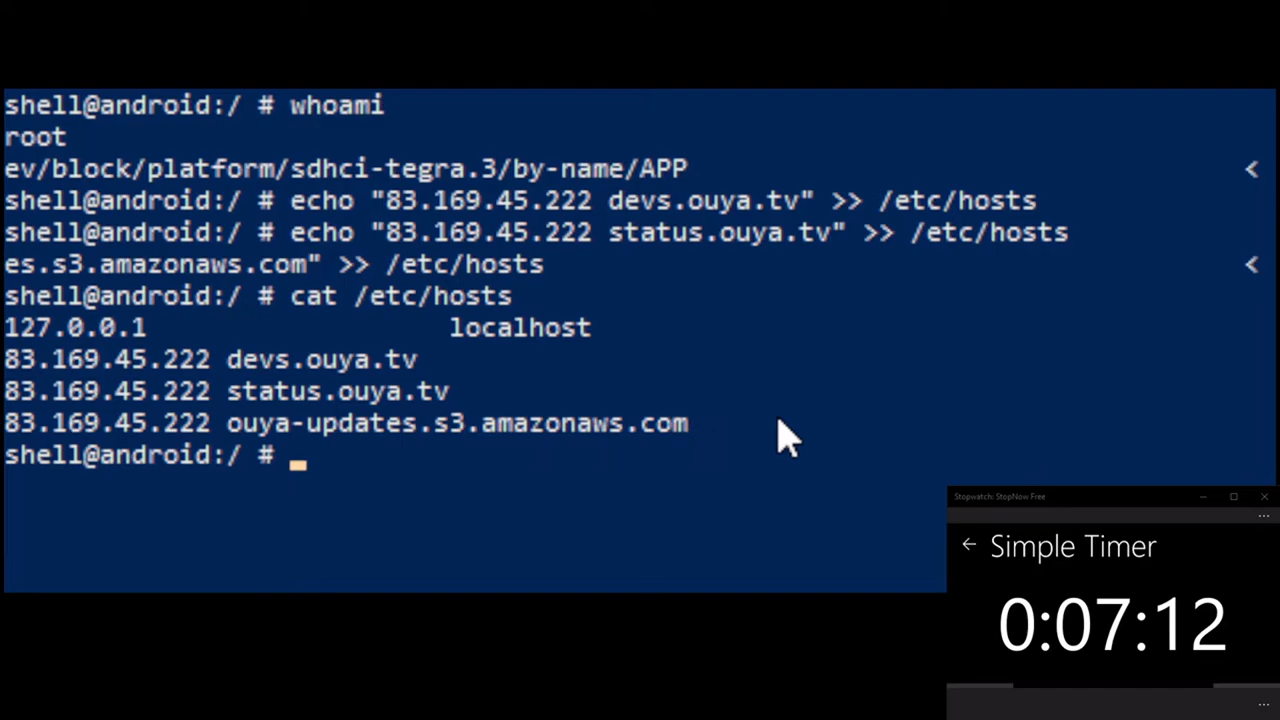 shell@android:/ # whoami
root
ev/block/platform/sdhci-tegra.3/by-name/APP <
shell@android:/ # echo "83.169.45.222 devs.ouya.tv" >> /etc/hosts
shell@android:/ # echo "83.169.45.222 status.ouya.tv" >> /etc/hosts
es.s3.amazonaws.com" >> /etc/hosts <
shell@android:/ # cat /etc/hosts
127.0.0.1 localhost
83.169.45.222 devs.ouya.tv
83.169.45.222 status.ouya.tv
83.169.45.222 ouya-updates.s3.amazonaws.com
shell@android:/ # _
Stopwatch: StopNow Free
Simple Timer
0:07:12